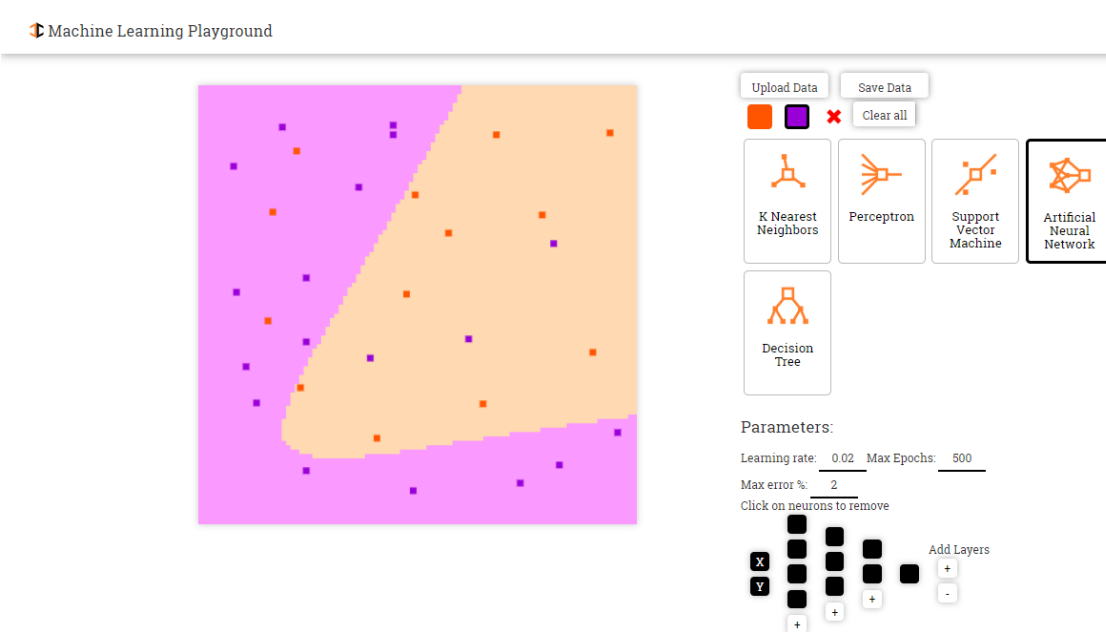 Machine Learning Playground
Upload Data
Save Data
Clear all
K Nearest
Neighbors
Perceptron
Support
Vector
Machine
Artificial
Neural
Network
Decision
Tree
Parameters:
Learning rate: 0.02 Max Epochs: 500
Max error %: 2
Click on neurons to remove
Add Layers
X
+
Y
-
+
+
+